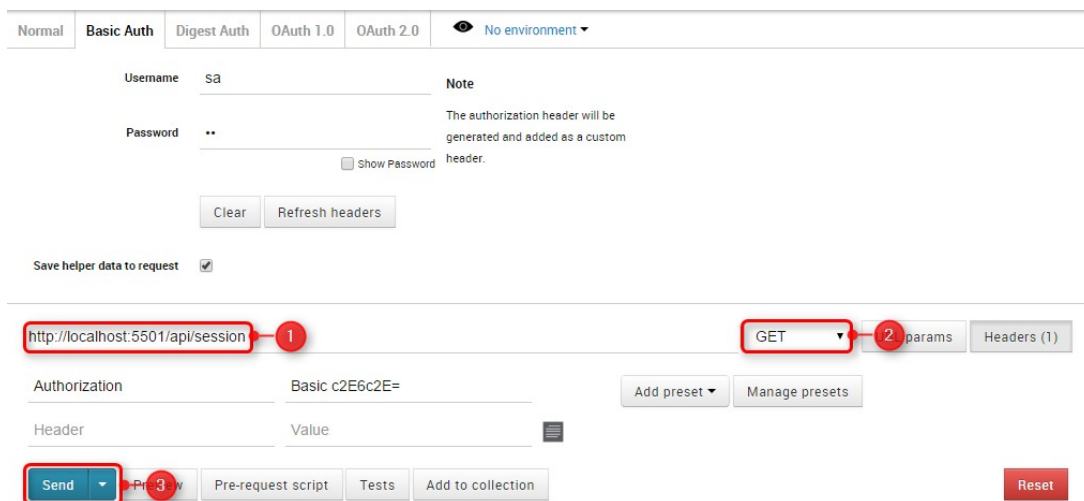 Normal Basic Auth Digest Auth OAuth 1.0 OAuth 2.0 No environment
Username sa
Note
The authorization header will be
generated and added as a custom
header.
Password ••
Show Password
Clear Refresh headers
Save helper data to request
http://localhost:5501/api/session 1 GET 2 params Headers (1)
Authorization Basic c2E6c2E= Add preset Manage presets
Header Value
Send 3 Pre-request script Tests Add to collection Reset